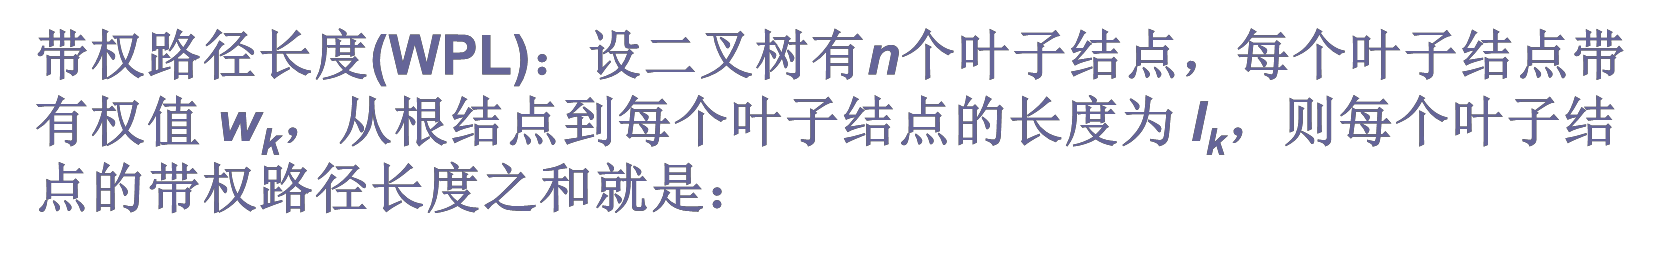 带权路径长度(WPL)：设二叉树有n个叶子结点，每个叶子结点带
有权值 wk，从根结点到每个叶子结点的长度为 lk，则每个叶子结
点的带权路径长度之和就是：